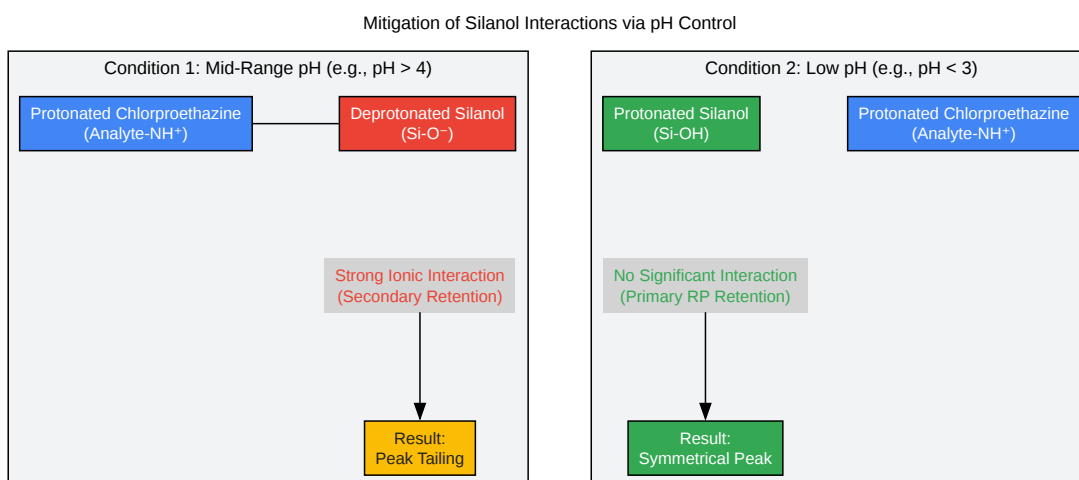 Mitigation of Silanol Interactions via pH Control
Condition 1: Mid-Range pH (e.g., pH > 4)
Protonated Chlorproethazine
(Analyte-NH⁺)
Deprotonated Silanol
(Si-O⁻)
Strong Ionic Interaction
(Secondary Retention)
Result:
Peak Tailing
Condition 2: Low pH (e.g., pH < 3)
Protonated Silanol
(Si-OH)
Protonated Chlorproethazine
(Analyte-NH⁺)
No Significant Interaction
(Primary RP Retention)
Result:
Symmetrical Peak